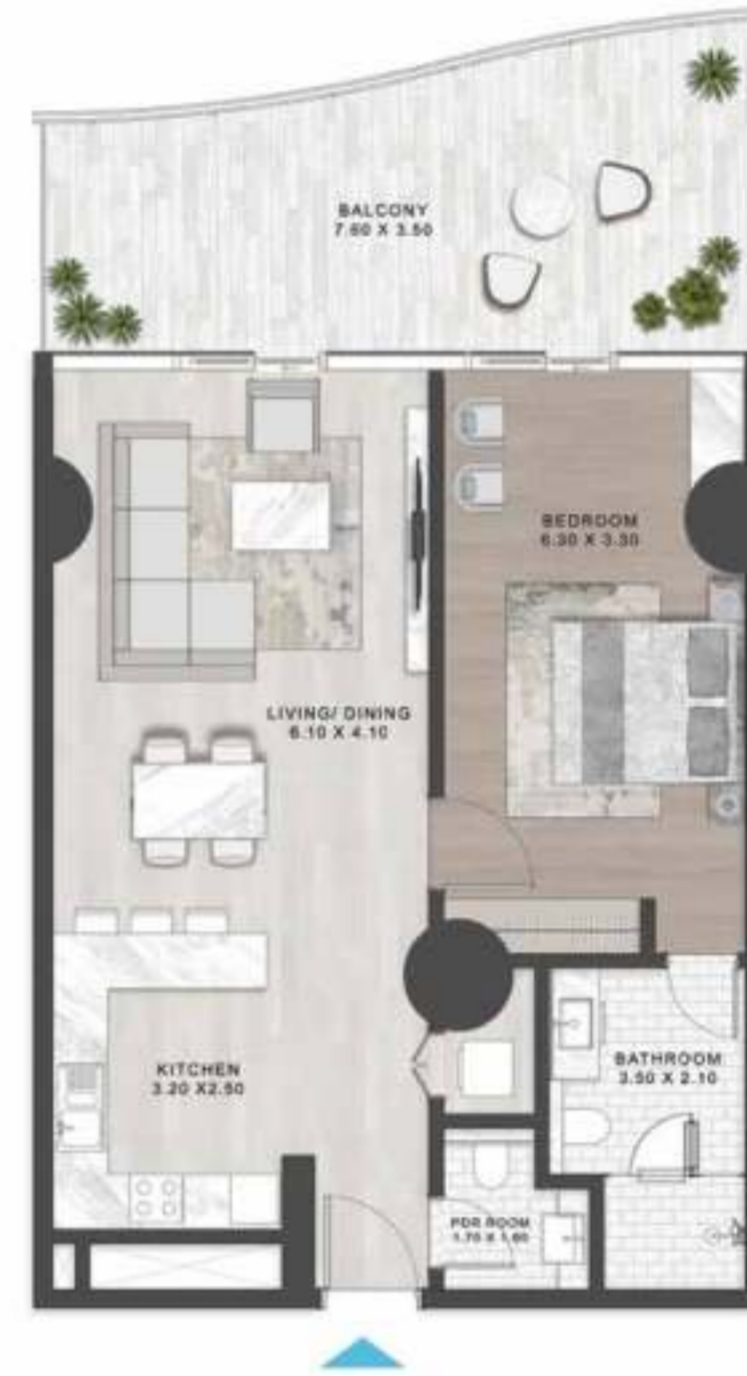 BALCONY
7.60 X 3.50
BEDROOM
6.30 X 3.30
LIVING/ DINING
6.10 X 4.10
KITCHEN
3.20 X2.50
BATHROOM
3.50 X 2.10
PDR ROOM
1.70 X 1.60